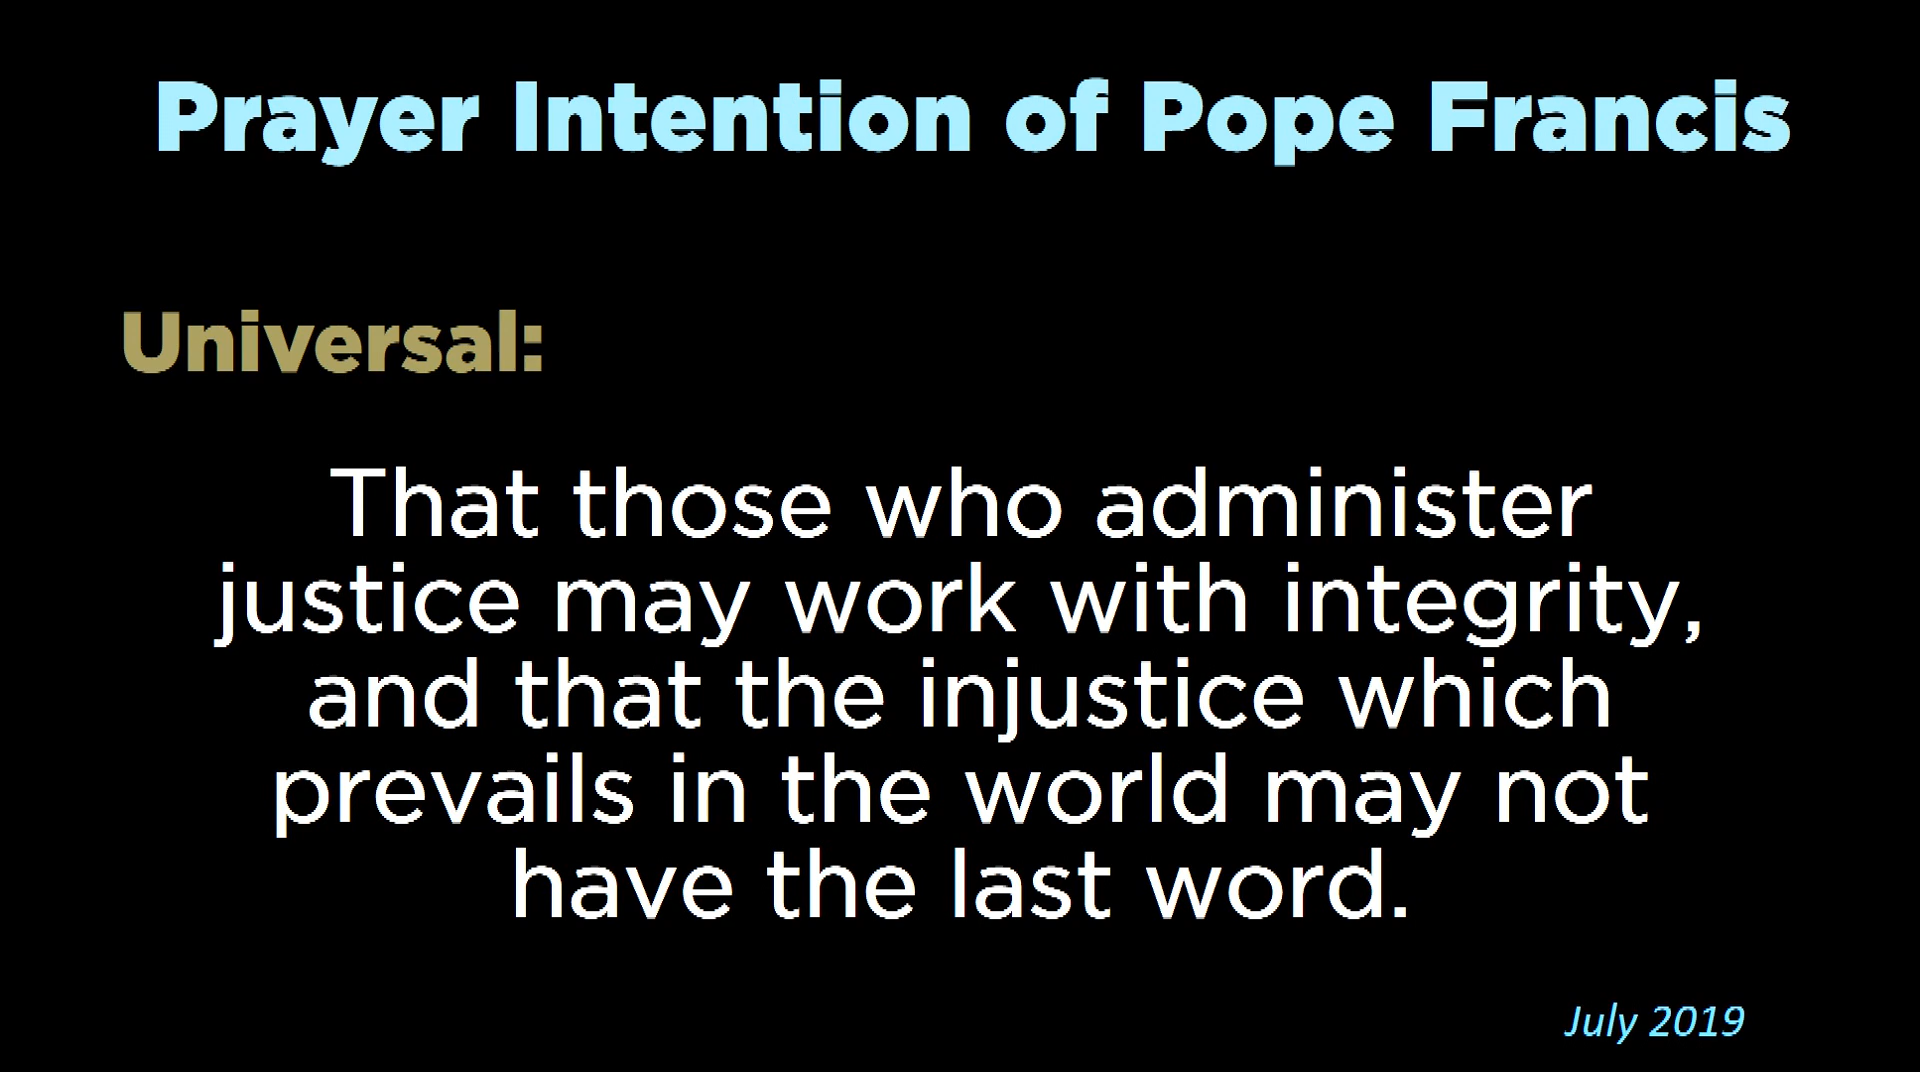 Prayer Intention of Pope Francis
Universal:
That those who administer
justice may work with integrity,
and that the injustice which
prevails in the world may not
have the last word.
July 2019